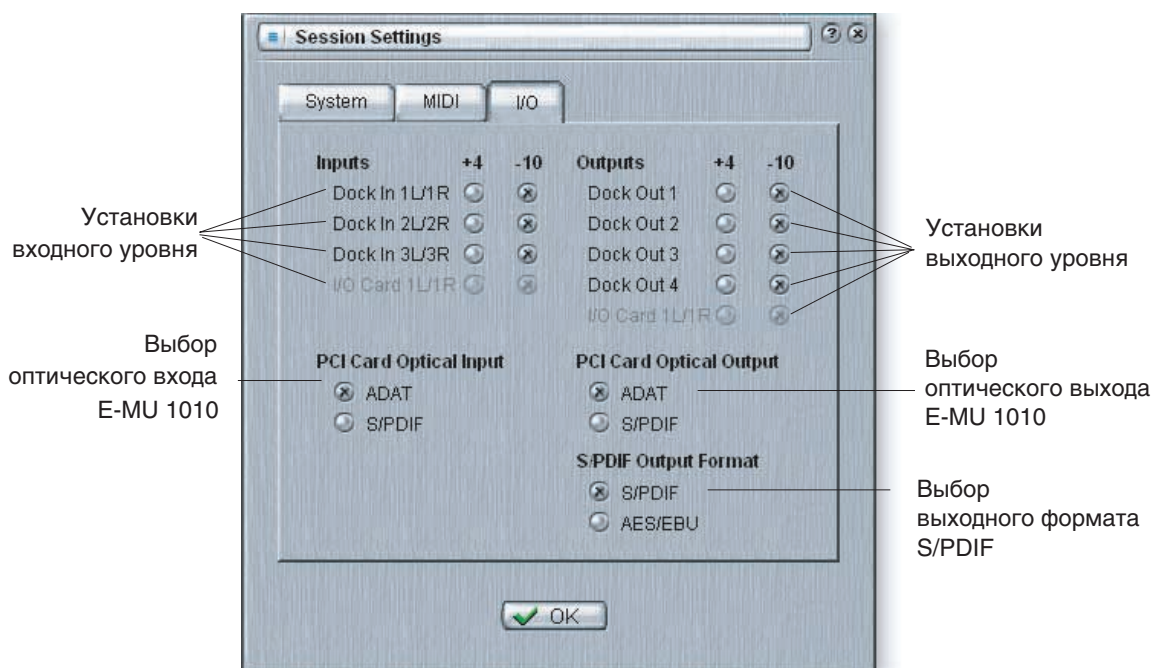 Session Settings
System MIDI I/O
Inputs +4 -10
Dock In 1L/1R
Dock In 2L/2R
Dock In 3L/3R
I/O Card 1L/1R
Outputs +4 -10
Dock Out 1
Dock Out 2
Dock Out 3
Dock Out 4
I/O Card 1L/1R
Установки
входного уровня
Установки
выходного уровня
Выбор
оптического входа
E-MU 1010
PCI Card Optical Input
ADAT
S/PDIF
PCI Card Optical Output
ADAT
S/PDIF
Выбор
оптического выхода
E-MU 1010
S/PDIF Output Format
S/PDIF
AES/EBU
Выбор
выходного формата
S/PDIF
OK